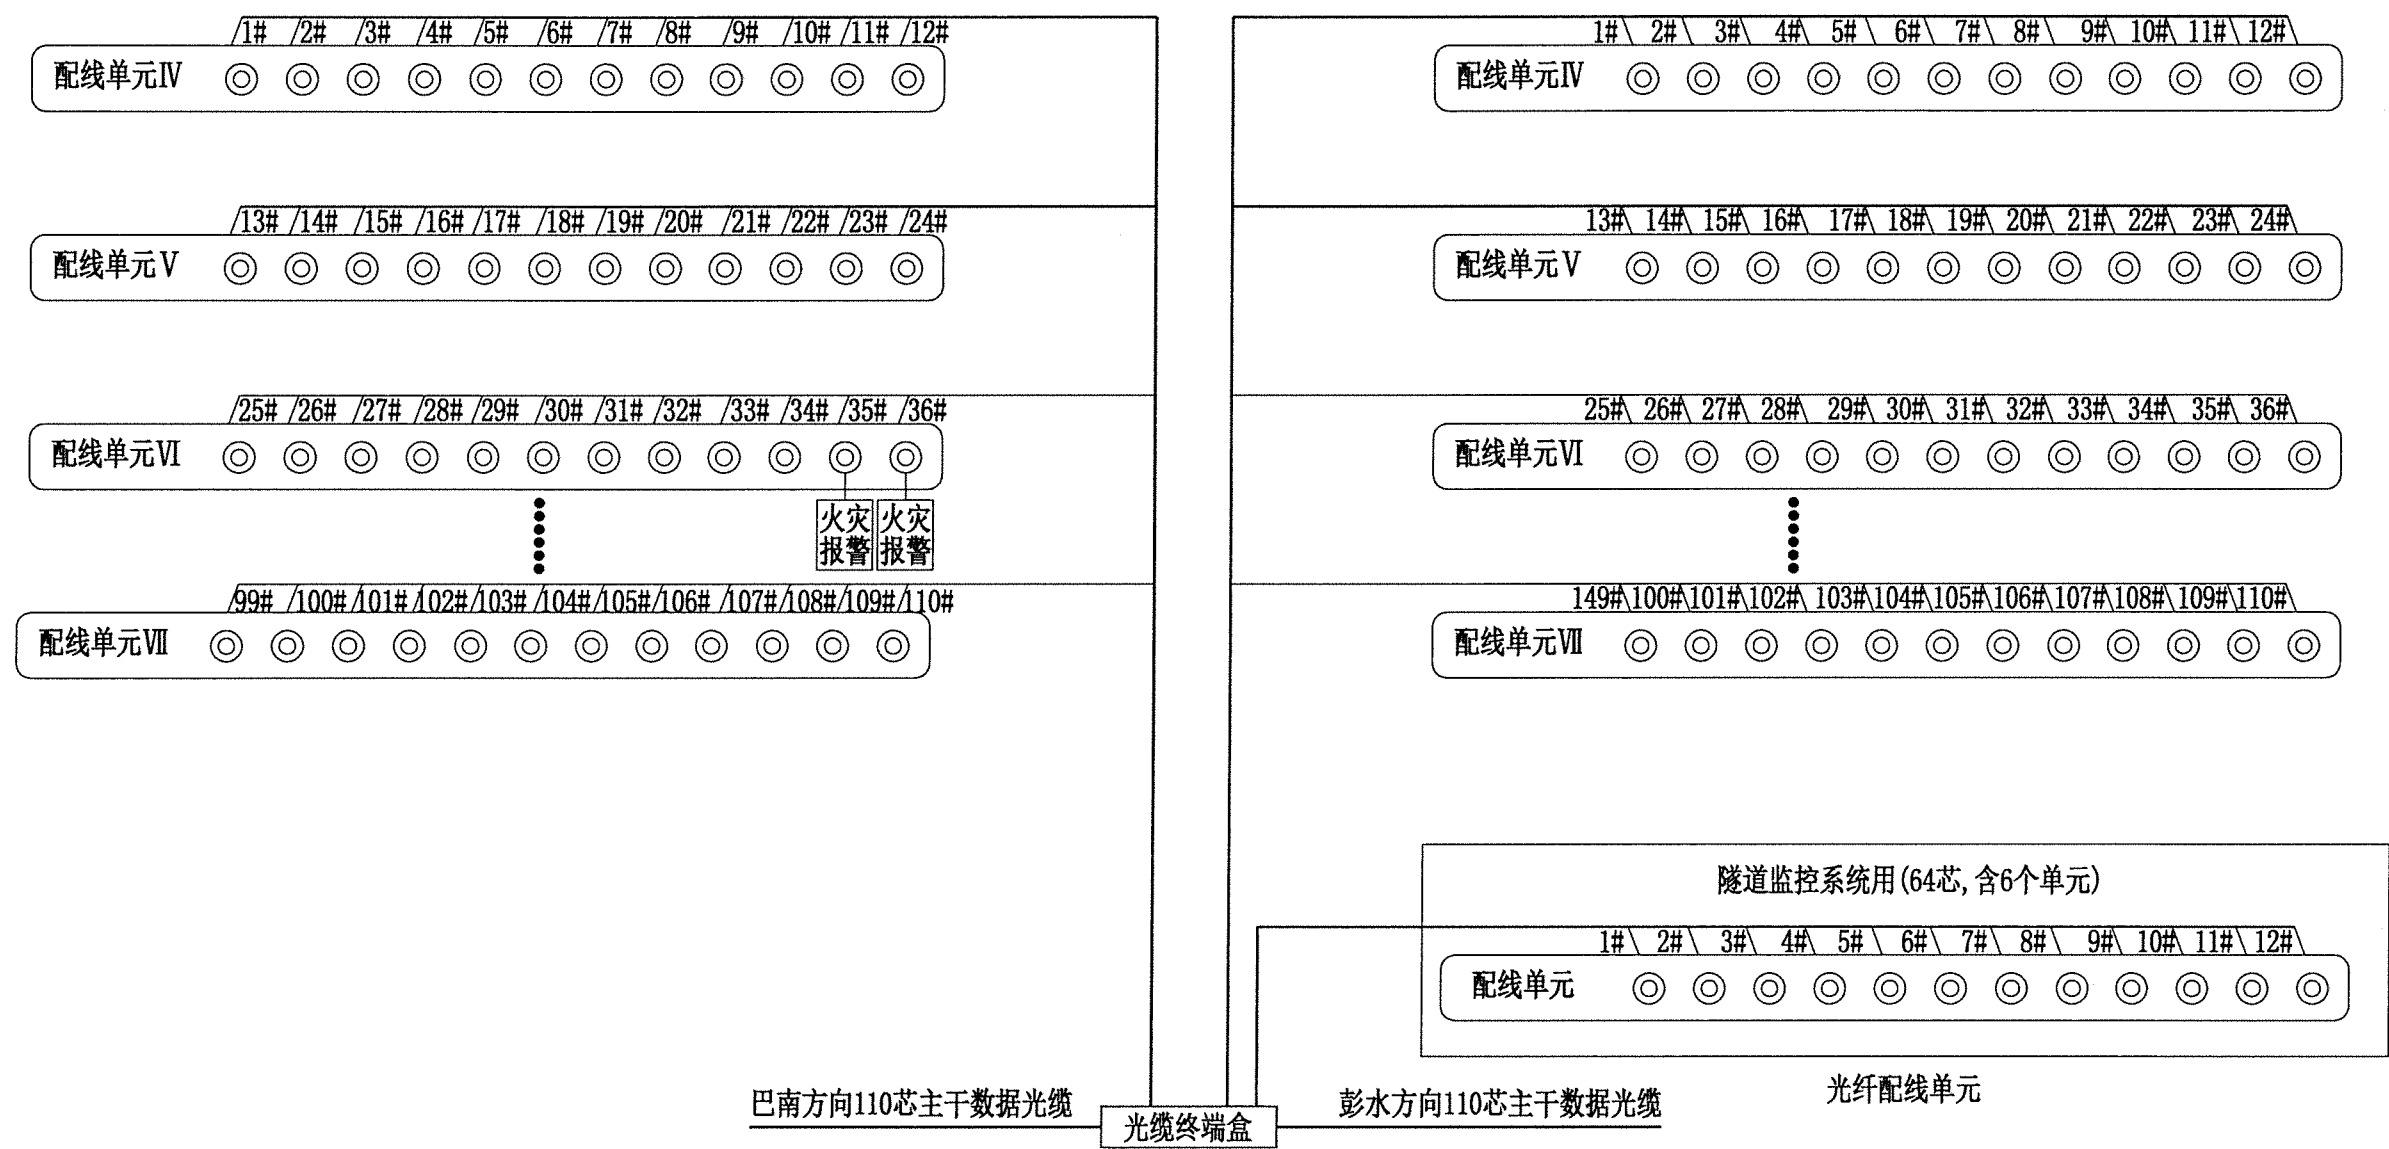 1# 2# 3# 4# 5# 6# 7# 8# 9# 10# 11# 12#
配线单元Ⅳ
13# 14# 15# 16# 17# 18# 19# 20# 21# 22# 23# 24#
配线单元Ⅴ
25# 26# 27# 28# 29# 30# 31# 32# 33# 34# 35# 36#
配线单元Ⅵ
火灾
报警
火灾
报警
99# 100# 101# 102# 103# 104# 105# 106# 107# 108# 109# 110#
配线单元Ⅶ
1# 2# 3# 4# 5# 6# 7# 8# 9# 10# 11# 12#
配线单元Ⅳ
13# 14# 15# 16# 17# 18# 19# 20# 21# 22# 23# 24#
配线单元Ⅴ
25# 26# 27# 28# 29# 30# 31# 32# 33# 34# 35# 36#
配线单元Ⅵ
149# 100# 101# 102# 103# 104# 105# 106# 107# 108# 109# 110#
配线单元Ⅶ
隧道监控系统用(64芯,含6个单元)
1# 2# 3# 4# 5# 6# 7# 8# 9# 10# 11# 12#
配线单元
光纤配线单元
巴南方向110芯主干数据光缆
光缆终端盒
彭水方向110芯主干数据光缆